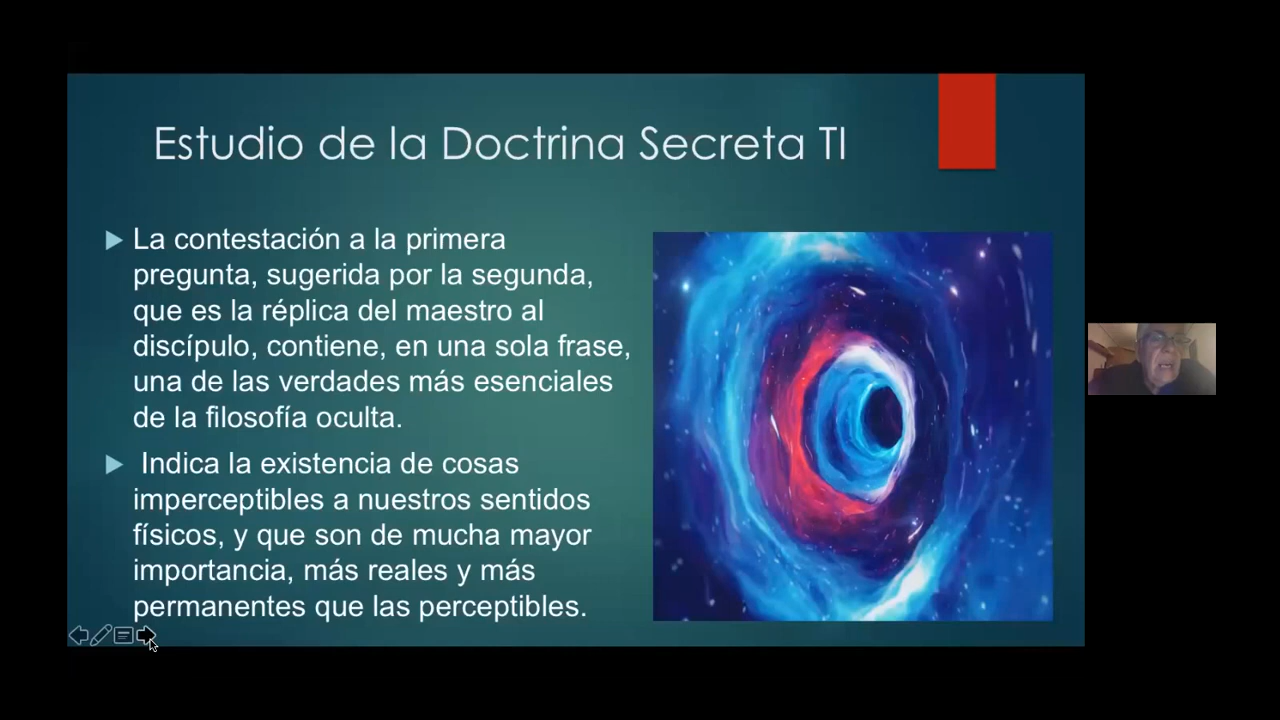 Estudio de la Doctrina Secreta TI
La contestación a la primera
pregunta, sugerida por la segunda,
que es la réplica del maestro al
discípulo, contiene, en una sola frase,
una de las verdades más esenciales
de la filosofía oculta.
Indica la existencia de cosas
imperceptibles a nuestros sentidos
físicos, y que son de mucha mayor
importancia, más reales y más
permanentes que las perceptibles.